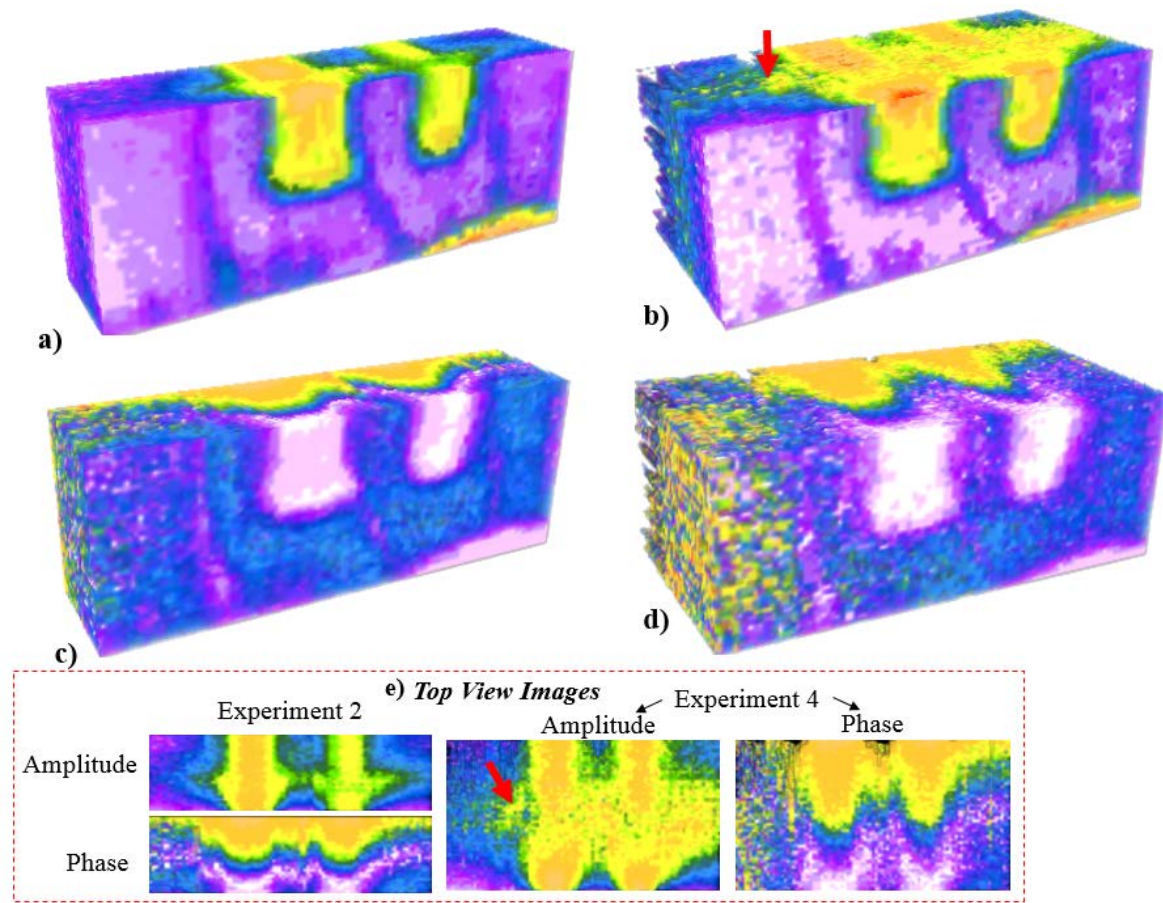 a)
b)
c)
d)
e) Top View Images
Experiment 2
Experiment 4
Amplitude
Phase
Amplitude
Phase